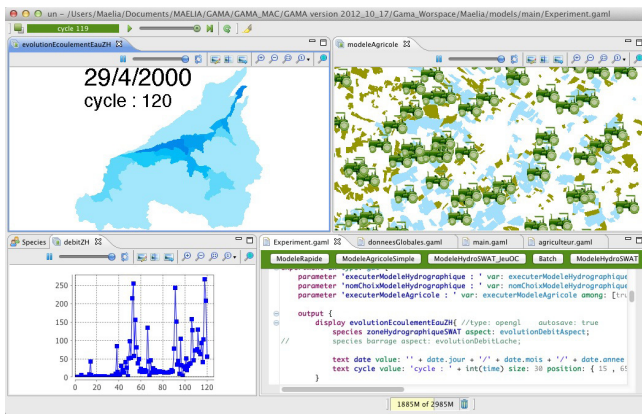 un - /Users/Maelia/Documents/MAELIA/GAMA/GAMA_MAC/GAMA version 2012_10_17/Gama_Worspace/Maelia/models/main/Experiment.gaml
cycle 119
evolutionEcoulementEauZH
29/4/2000
cycle : 120
modeleAgricole
Species debitZH
250
200
150
100
50
0
0 20 40 60 80 100 120
Experiment.gaml donneesGlobales.gaml main.gaml agriculteur.gaml
ModeleRapide ModeleAgricoleSimple ModeleHydroSWAT_JeuOC Batch ModeleHydroSWAT
parameter 'executerModeleHydrographique : ' var: executerModeleHydrographique
parameter 'nomChoixModeleHydrographique : ' var: nomChoixModeleHydrographique
parameter 'executerModeleAgricole : ' var: executerModeleAgricole among: [tru
output {
display evolutionEcoulementEauZH{ //type: opengl autosave: true
species zoneHydrographiqueSWAT aspect: evolutionDebitAspect;
// species barrage aspect: evolutionDebitLache;
text date value: '' + date.jour + '/' + date.mois + '/' + date.annee
text cycle value: 'cycle : ' + int(time) size: 30 position: { 15 , 65
}
1885M of 2985M